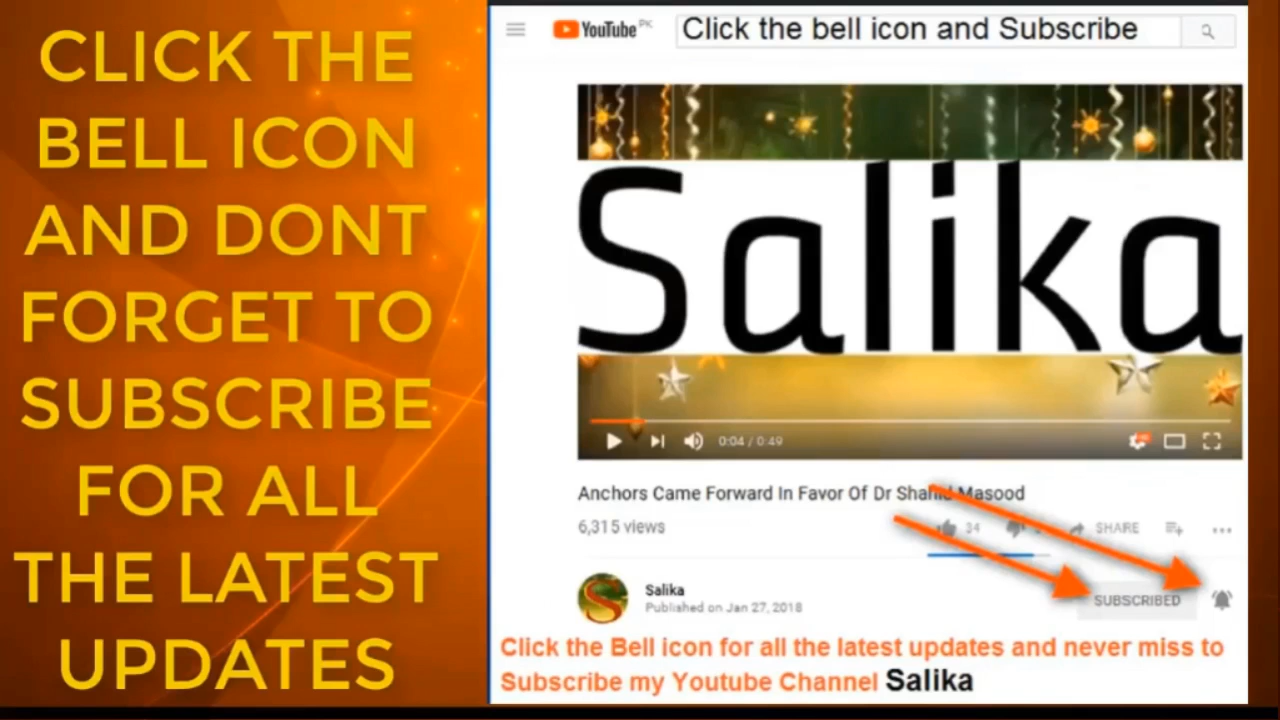 CLICK THE
BELL ICON
AND DONT
FORGET TO
SUBSCRIBE
FOR ALL
THE LATEST
UPDATES
YouTube PK
Click the bell icon and Subscribe
Salika
0:04 / 0:49
Anchors Came Forward In Favor Of Dr Shahid Masood
6,315 views
34
SHARE
Salika
Published on Jan 27, 2018
SUBSCRIBED
Click the Bell icon for all the latest updates and never miss to
Subscribe my Youtube Channel Salika